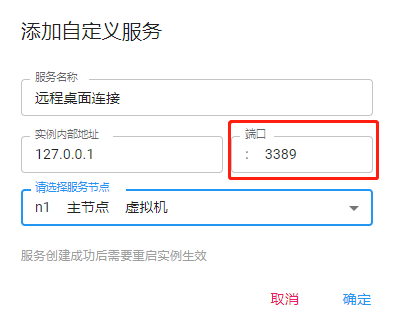 添加自定义服务
服务名称
远程桌面连接
实例内部地址
端口
127.0.0.1
: 3389
请选择服务节点
n1 主节点 虚拟机
服务创建成功后需要重启实例生效
取消 确定